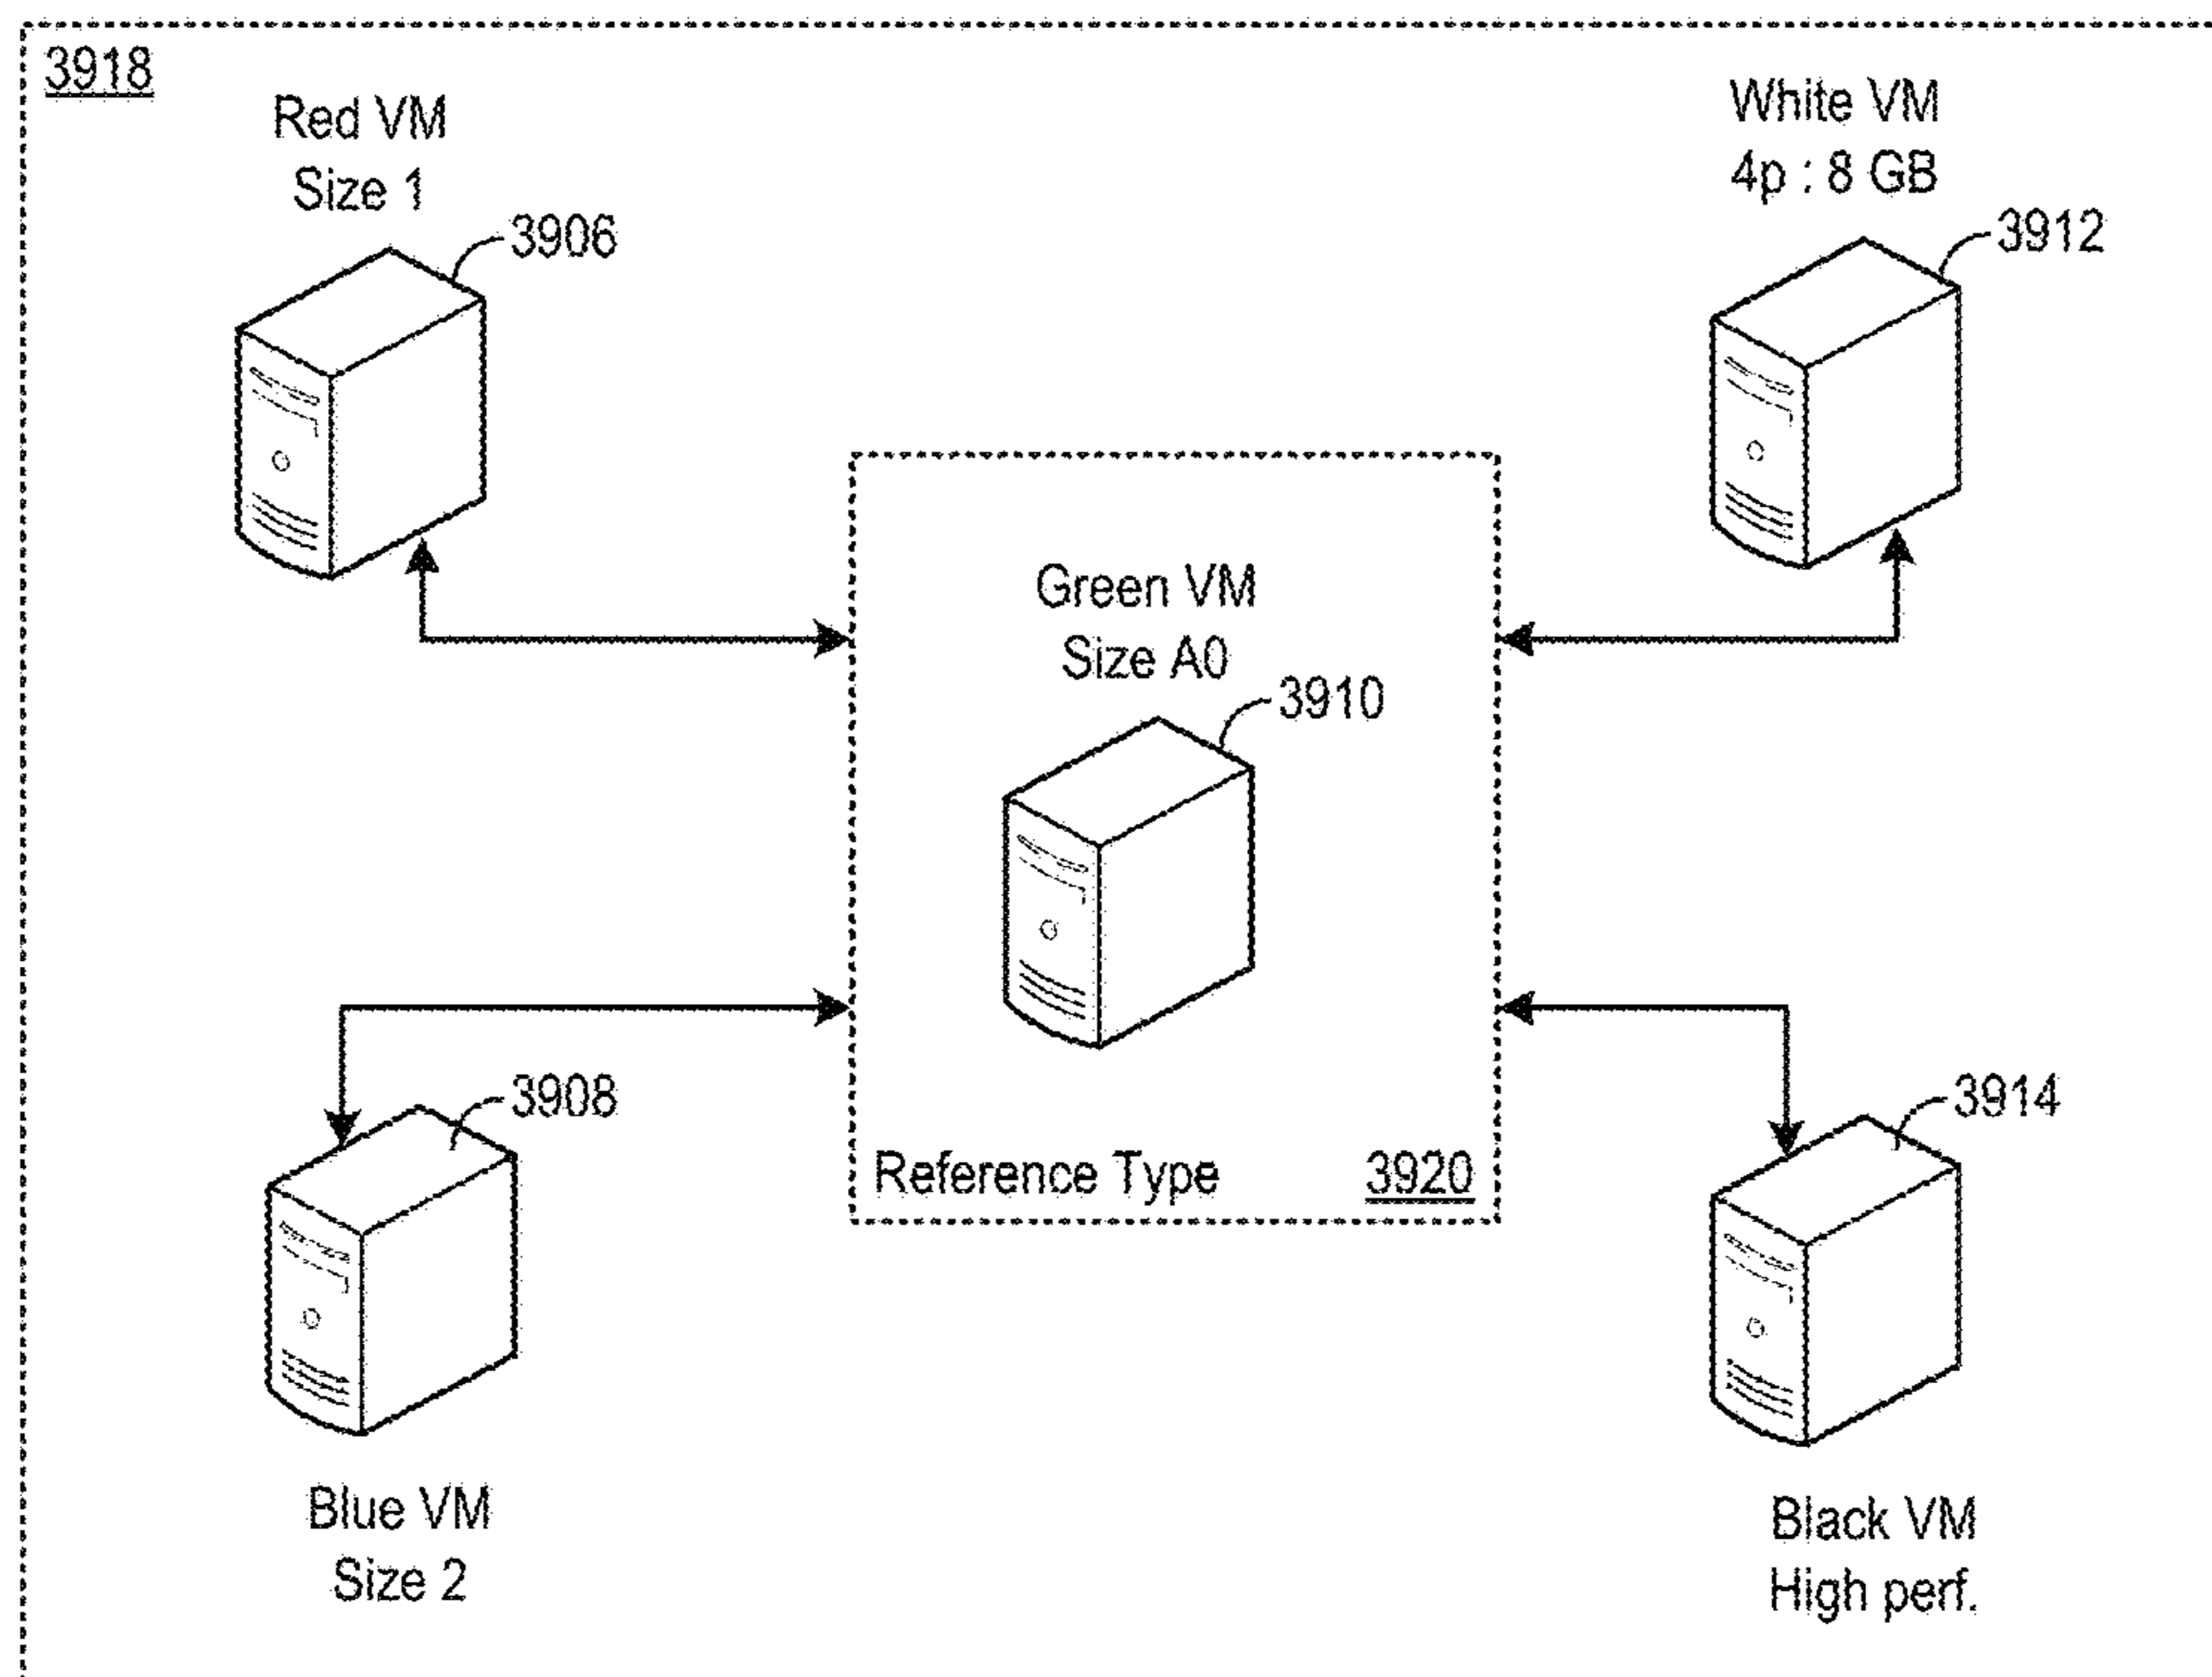 3918
Red VM
Size 1
3906
White VM
4p : 8 GB
3912
Green VM
Size A0
3910
Reference Type
3920
3908
Blue VM
Size 2
3914
Black VM
High perf.